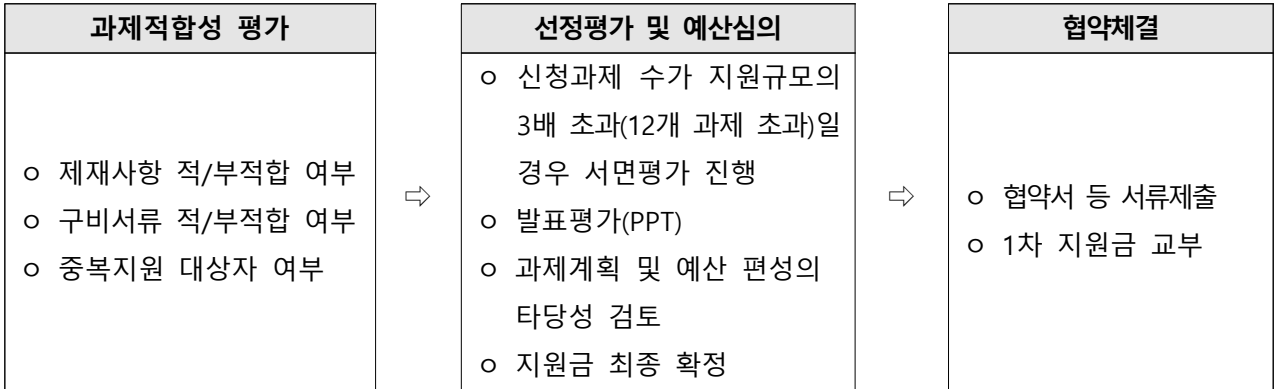 과제적합성 평가
ㅇ 제재사항 적/부적합 여부
ㅇ 구비서류 적/부적합 여부
ㅇ 중복지원 대상자 여부
⇨
선정평가 및 예산심의
ㅇ 신청과제 수가 지원규모의
3배 초과(12개 과제 초과)일
경우 서면평가 진행
ㅇ 발표평가(PPT)
ㅇ 과제계획 및 예산 편성의
타당성 검토
ㅇ 지원금 최종 확정
⇨
협약체결
ㅇ 협약서 등 서류제출
ㅇ 1차 지원금 교부